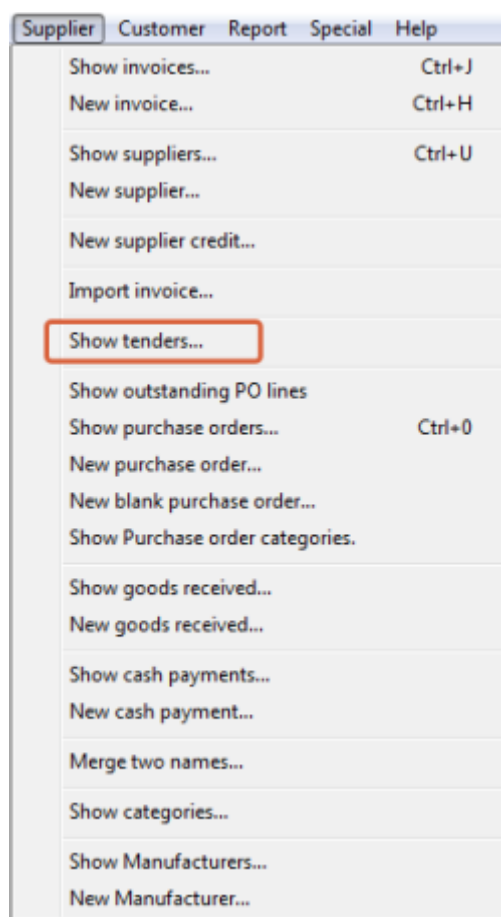 Supplier Customer Report Special Help
Show invoices... Ctrl+J
New invoice... Ctrl+H
Show suppliers... Ctrl+U
New supplier...
New supplier credit...
Import invoice...
Show tenders...
Show outstanding PO lines
Show purchase orders... Ctrl+0
New purchase order...
New blank purchase order...
Show Purchase order categories.
Show goods received...
New goods received...
Show cash payments...
New cash payment...
Merge two names...
Show categories...
Show Manufacturers...
New Manufacturer...